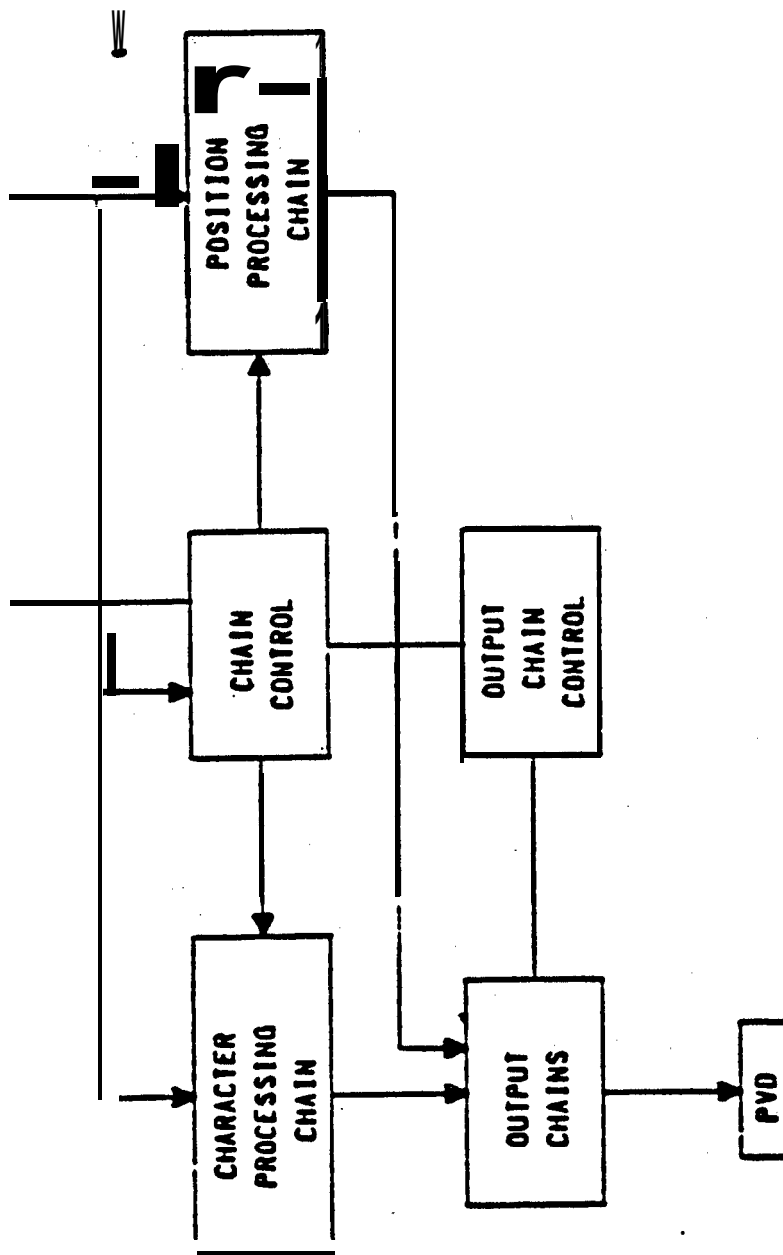 POSITION
PROCESSING
CHAIN
CHAIN
CONTROL
OUTPUT
CHAIN
CONTROL
CHARACTER
PROCESSING
CHAIN
OUTPUT
CHAINS
PVD